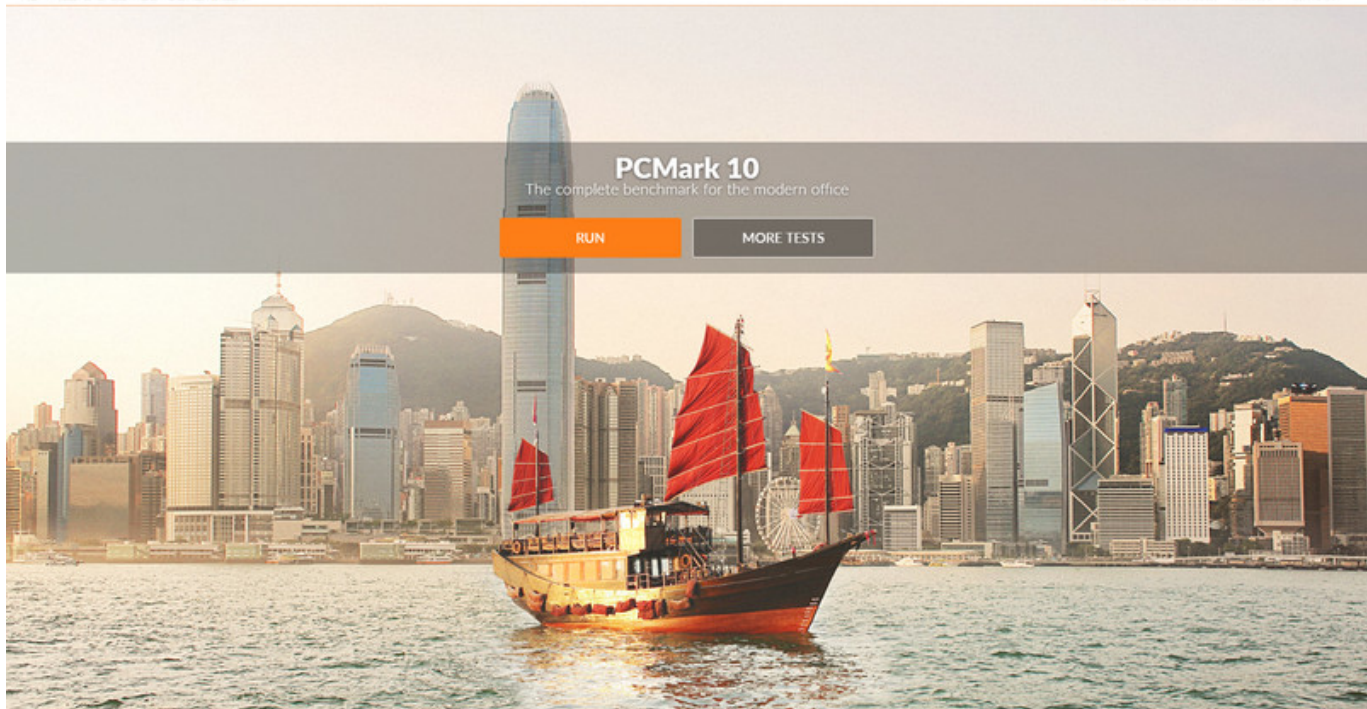 PCMark 10
The complete benchmark for the modern office
RUN
MORE TESTS